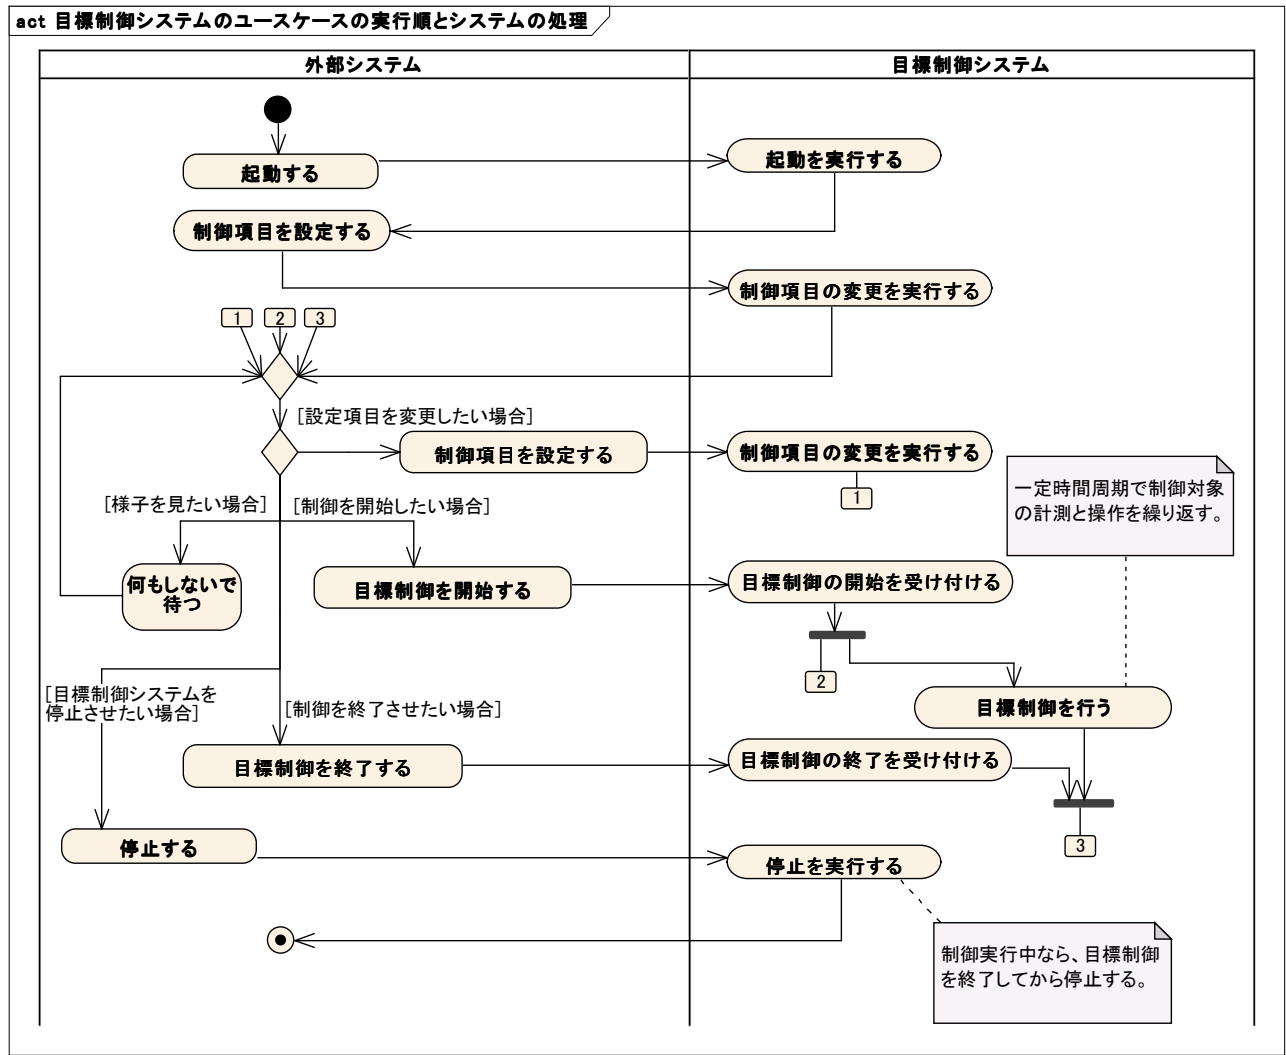 act 目標制御システムのユースケースの実行順とシステムの処理
外部システム
目標制御システム
起動する
起動を実行する
制御項目を設定する
制御項目の変更を実行する
1
2
3
[設定項目を変更したい場合]
制御項目を設定する
制御項目の変更を実行する
1
一定時間周期で制御対象
の計測と操作を繰り返す。
[様子を見たい場合]
[制御を開始したい場合]
何もしないで
待つ
目標制御を開始する
目標制御の開始を受け付ける
2
[目標制御システムを
停止させたい場合]
[制御を終了させたい場合]
目標制御を行う
目標制御を終了する
目標制御の終了を受け付ける
3
停止する
停止を実行する
制御実行中なら、目標制御
を終了してから停止する。